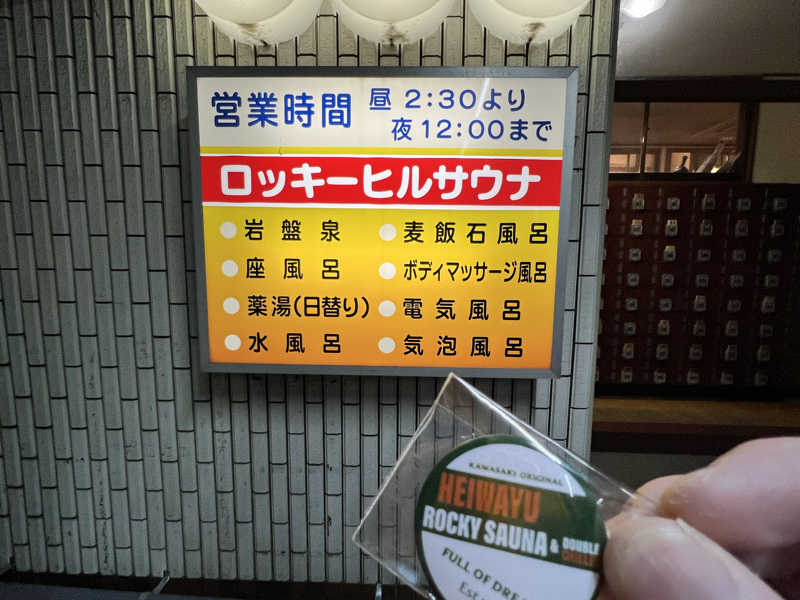 営業時間 昼 2:30より
夜12:00まで
ロッキーヒルサウナ
岩盤泉
麦飯石風呂
座風呂
ボディマッサージ風呂
薬湯(日替り)
電気風呂
水風呂
気泡風呂
KAWASAKI ORIGINAL
HEIWAYU
ROCKY SAUNA & DOUBLE
FULL OF